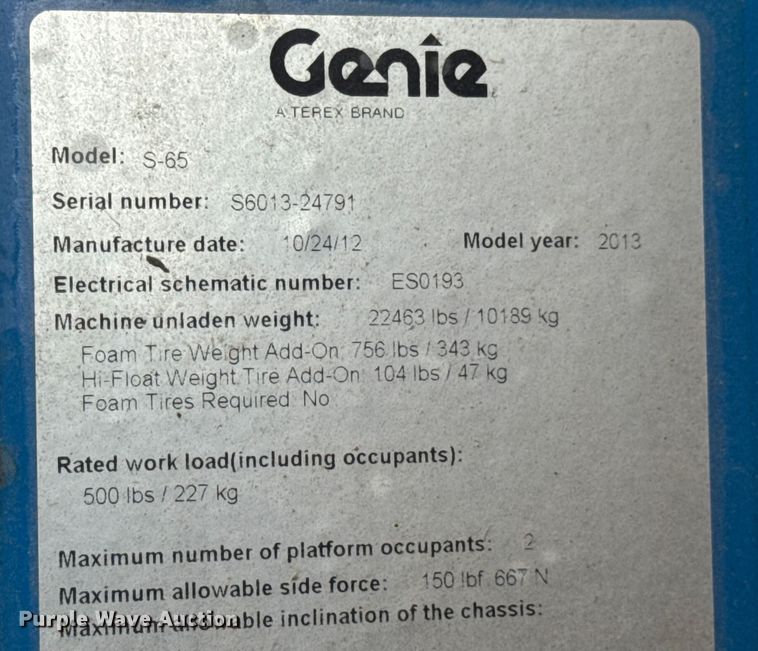 Genie
A TEREX BRAND
Model: S-65
Serial number: S6013-24791
Manufacture date: 10/24/12 Model year: 2013
Electrical schematic number: ES0193
Machine unladen weight: 22463 lbs / 10189 kg
Foam Tire Weight Add-On: 756 lbs / 343 kg
Hi-Float Weight Tire Add-On: 104 lbs / 47 kg
Foam Tires Required: No
Rated work load(including occupants):
500 lbs / 227 kg
Maximum number of platform occupants: 2
Maximum allowable side force: 150 lbf 667 N
Maximum allowable inclination of the chassis:
Purple Wave Auction